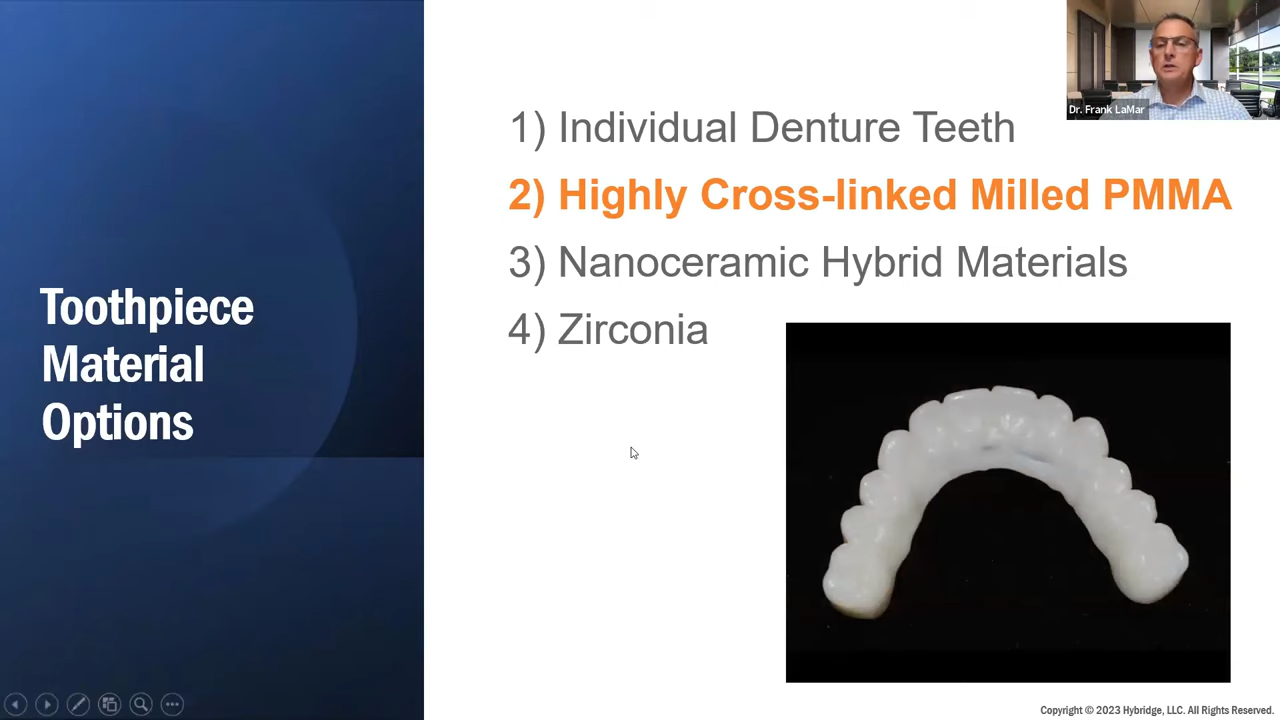 Toothpiece
Material
Options
1) Individual Denture Teeth
2) Highly Cross-linked Milled PMMA
3) Nanoceramic Hybrid Materials
4) Zirconia
Dr. Frank LaMar
Copyright © 2023 Hybridge, LLC. All Rights Reserved.